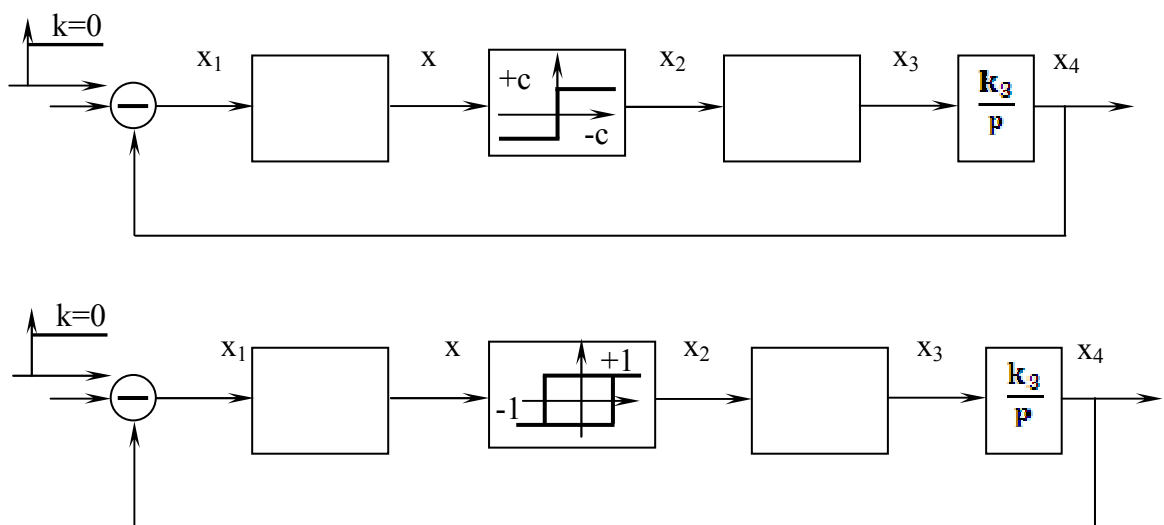 k=0
x₁ x x₂ x₃ x₄
+c
-c
k₃
p
k=0
x₁ x x₂ x₃ x₄
+1
-1
k₃
p